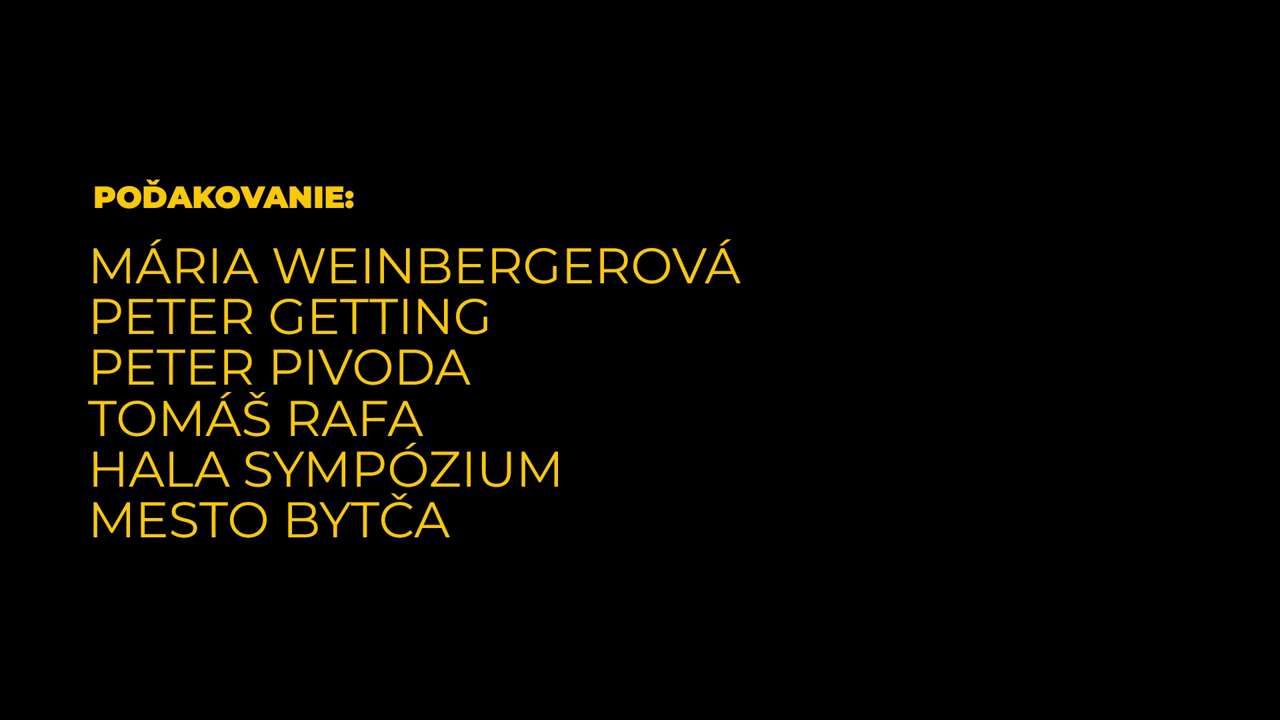 POĎAKOVANIE:
MÁRIA WEINBERGEROVÁ
PETER GETTING
PETER PIVODA
TOMÁŠ RAFA
HALA SYMPÓZIUM
MESTO BYTČA